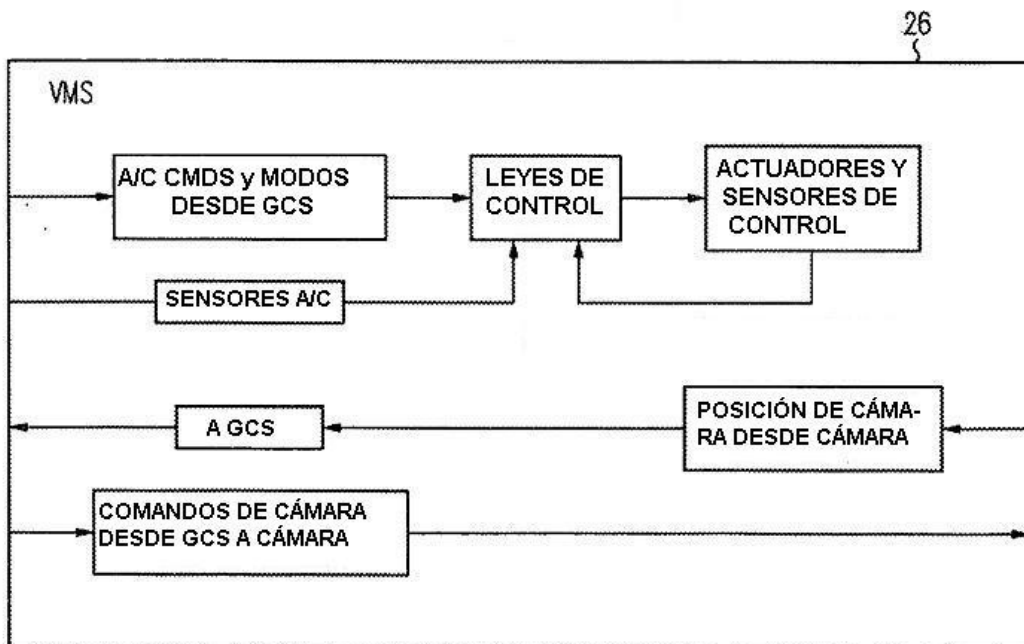 26
VMS
A/C CMDS y MODOS
DESDE GCS
LEYES DE
CONTROL
ACTUADORES Y
SENSORES DE
CONTROL
SENSORES A/C
A GCS
POSICIÓN DE CÁMA-
RA DESDE CÁMARA
COMANDOS DE CÁMARA
DESDE GCS A CÁMARA